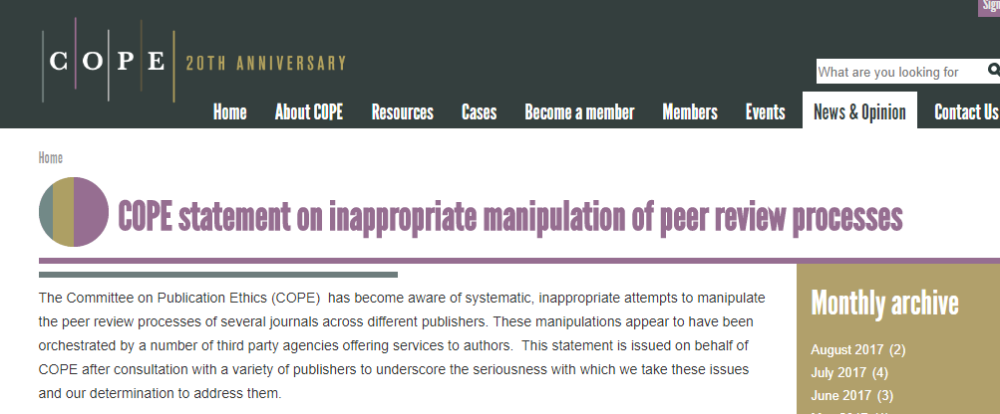 Sign
COPE 20TH ANNIVERSARY
What are you looking for
Home About COPE Resources Cases Become a member Members Events News & Opinion Contact Us
Home
COPE statement on inappropriate manipulation of peer review processes
The Committee on Publication Ethics (COPE)  has become aware of systematic, inappropriate attempts to manipulate
the peer review processes of several journals across different publishers. These manipulations appear to have been
orchestrated by a number of third party agencies offering services to authors.  This statement is issued on behalf of
COPE after consultation with a variety of publishers to underscore the seriousness with which we take these issues
and our determination to address them.
Monthly archive
August 2017 (2)
July 2017 (4)
June 2017 (3)